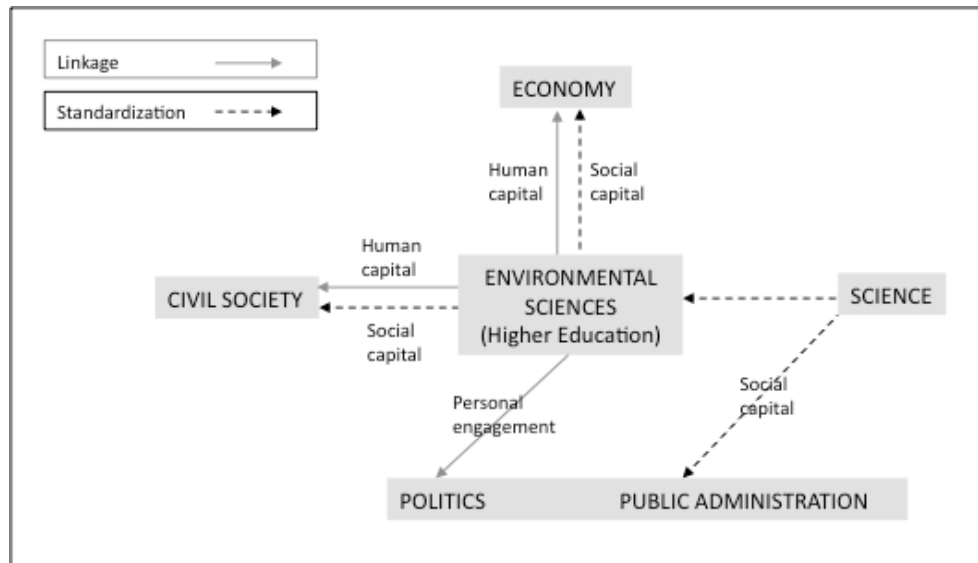 Linkage
Standardization
ECONOMY
Human
capital
Social
capital
Human
capital
CIVIL SOCIETY
Social
capital
ENVIRONMENTAL
SCIENCES
(Higher Education)
SCIENCE
Social
capital
Personal
engagement
POLITICS
PUBLIC ADMINISTRATION